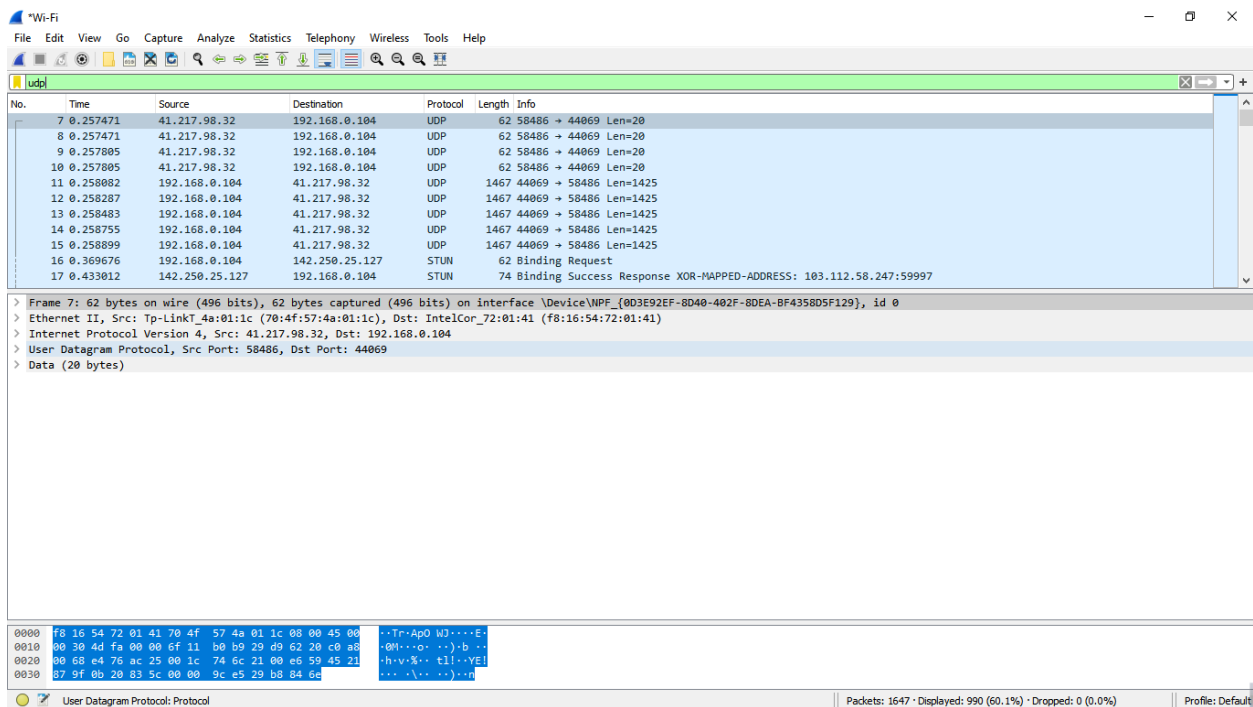 *Wi-Fi
File Edit View Go Capture Analyze Statistics Telephony Wireless Tools Help
udp
No. Time Source Destination Protocol Length Info
7 0.257471 41.217.98.32 192.168.0.104 UDP 62 58486 → 44069 Len=20
8 0.257471 41.217.98.32 192.168.0.104 UDP 62 58486 → 44069 Len=20
9 0.257805 41.217.98.32 192.168.0.104 UDP 62 58486 → 44069 Len=20
10 0.257805 41.217.98.32 192.168.0.104 UDP 62 58486 → 44069 Len=20
11 0.258082 192.168.0.104 41.217.98.32 UDP 1467 44069 → 58486 Len=1425
12 0.258287 192.168.0.104 41.217.98.32 UDP 1467 44069 → 58486 Len=1425
13 0.258483 192.168.0.104 41.217.98.32 UDP 1467 44069 → 58486 Len=1425
14 0.258755 192.168.0.104 41.217.98.32 UDP 1467 44069 → 58486 Len=1425
15 0.258899 192.168.0.104 41.217.98.32 UDP 1467 44069 → 58486 Len=1425
16 0.369676 192.168.0.104 142.250.25.127 STUN 62 Binding Request
17 0.433012 142.250.25.127 192.168.0.104 STUN 74 Binding Success Response XOR-MAPPED-ADDRESS: 103.112.58.247:59997
> Frame 7: 62 bytes on wire (496 bits), 62 bytes captured (496 bits) on interface \Device\NPF_{0D3E92EF-8D40-402F-8DEA-BF4358D5F129}, id 0
> Ethernet II, Src: Tp-LinkT_4a:01:1c (70:4f:57:4a:01:1c), Dst: IntelCor_72:01:41 (f8:16:54:72:01:41)
> Internet Protocol Version 4, Src: 41.217.98.32, Dst: 192.168.0.104
> User Datagram Protocol, Src Port: 58486, Dst Port: 44069
> Data (20 bytes)
0000 f8 16 54 72 01 41 70 4f 57 4a 01 1c 08 00 45 00 ··Tr·ApO WJ····E·
0010 00 30 4d fa 00 00 6f 11 b0 b9 29 d9 62 20 c0 a8 ·0M···o· ··)·b ··
0020 00 68 e4 76 ac 25 00 1c 74 6c 21 00 e6 59 45 21 ·h·v·%·· tl!··YE!
0030 87 9f 0b 20 83 5c 00 00 9c e5 29 b8 84 6e ··· ·\·· ··)··n
User Datagram Protocol: Protocol Packets: 1647 · Displayed: 990 (60.1%) · Dropped: 0 (0.0%) Profile: Default